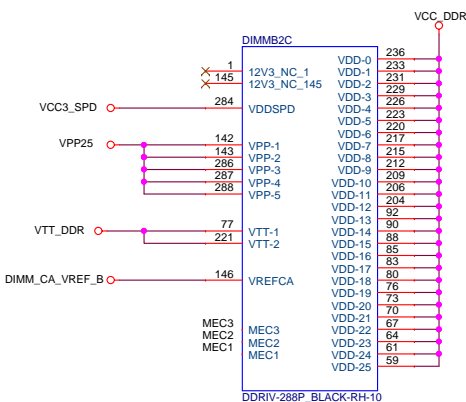 VCC_DDR
DIMMB2C
1 12V3_NC_1
145 12V3_NC_145
VCC3_SPD 284 VDDSPD
VPP25 142 VPP-1
143 VPP-2
286 VPP-3
287 VPP-4
288 VPP-5
VTT_DDR 77 VTT-1
221 VTT-2
DIMM_CA_VREF_B 146 VREFCA
MEC3 MEC3
MEC2 MEC2
MEC1 MEC1
VDD-0 236
VDD-1 233
VDD-2 231
VDD-3 229
VDD-4 226
VDD-5 223
VDD-6 220
VDD-7 217
VDD-8 215
VDD-9 212
VDD-10 209
VDD-11 206
VDD-12 204
VDD-13 92
VDD-14 90
VDD-15 88
VDD-16 85
VDD-17 83
VDD-18 80
VDD-19 76
VDD-20 73
VDD-21 70
VDD-22 67
VDD-23 64
VDD-24 61
VDD-25 59
DDRIV-288P_BLACK-RH-10